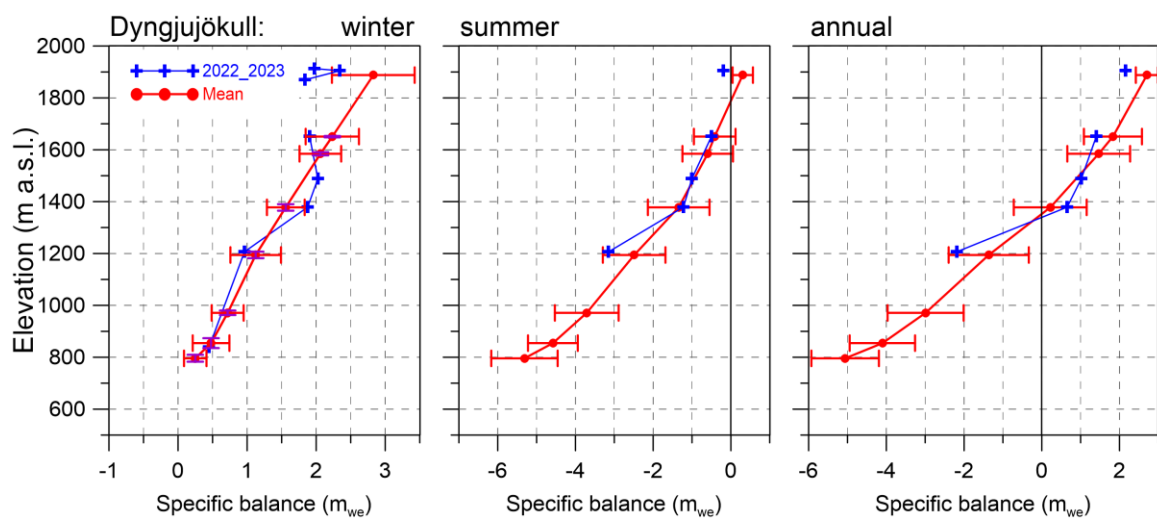 Dyngjujökull: winter
summer
annual
2022_2023
Mean
Elevation (m a.s.l.)
2000
1800
1600
1400
1200
1000
800
600
-1 0 1 2 3
-6 -4 -2 0
-6 -4 -2 0 2
Specific balance (mwe)
Specific balance (mwe)
Specific balance (mwe)